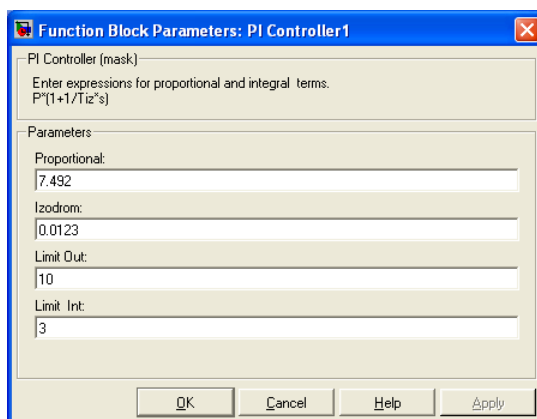 Function Block Parameters: PI Controller1
PI Controller (mask)
Enter expressions for proportional and integral terms.
P*(1+1/Tiz*s)
Parameters
Proportional:
7.492
Izodrom:
0.0123
Limit Out:
10
Limit Int:
3
OK Cancel Help Apply